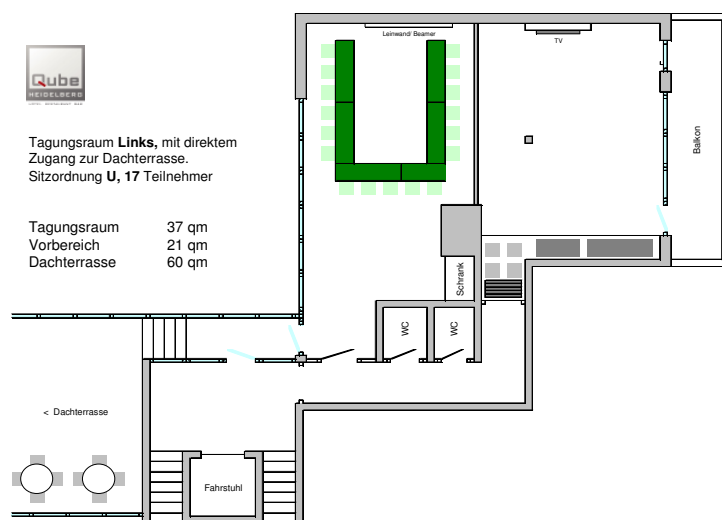 Qube
HEIDELBERG
Tagungsraum Links, mit direktem
Zugang zur Dachterrasse.
Sitzordnung U, 17 Teilnehmer
Tagungsraum 37 qm
Vorbereich 21 qm
Dachterrasse 60 qm
Leinwand/ Beamer
TV
Balkon
Schrank
WC
WC
< Dachterrasse
Fahrstuhl